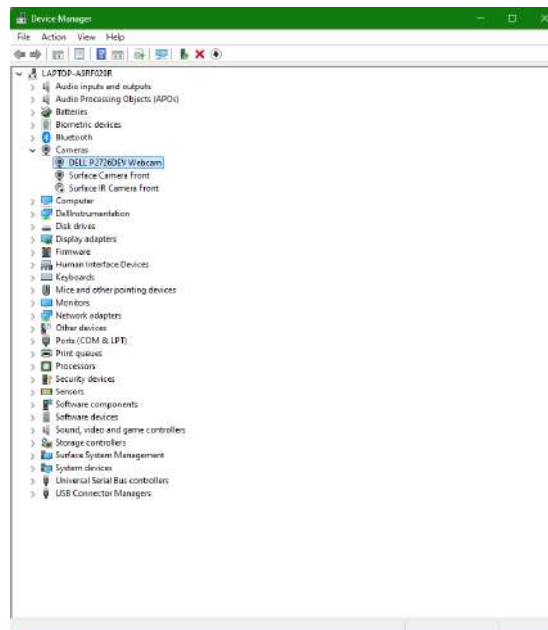 Device Manager
File Action View Help
LAPTOP-A9RF029R
Audio inputs and outputs
Audio Processing Objects (APOs)
Batteries
Biometric devices
Bluetooth
Cameras
DELL P2726DEV Webcam
Surface Camera Front
Surface IR Camera Front
Computer
DellInstrumentation
Disk drives
Display adapters
Firmware
Human Interface Devices
Keyboards
Mice and other pointing devices
Monitors
Network adapters
Other devices
Ports (COM & LPT)
Print queues
Processors
Security devices
Sensors
Software components
Software devices
Sound, video and game controllers
Storage controllers
Surface System Management
System devices
Universal Serial Bus controllers
USB Connector Managers